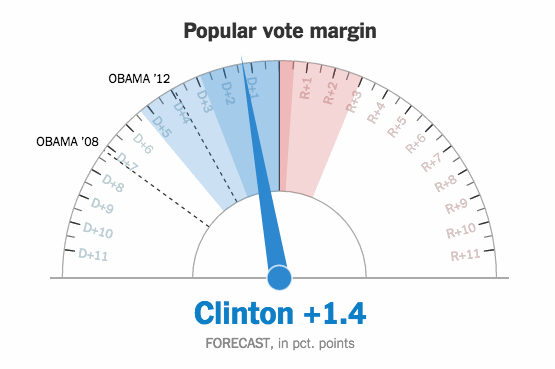 Popular vote margin
OBAMA '12
OBAMA '08
D+11
D+10
D+9
D+8
D+7
D+6
D+5
D+4
D+3
D+2
D+1
R+1
R+2
R+3
R+4
R+5
R+6
R+7
R+8
R+9
R+10
R+11
Clinton +1.4
FORECAST, in pct. points